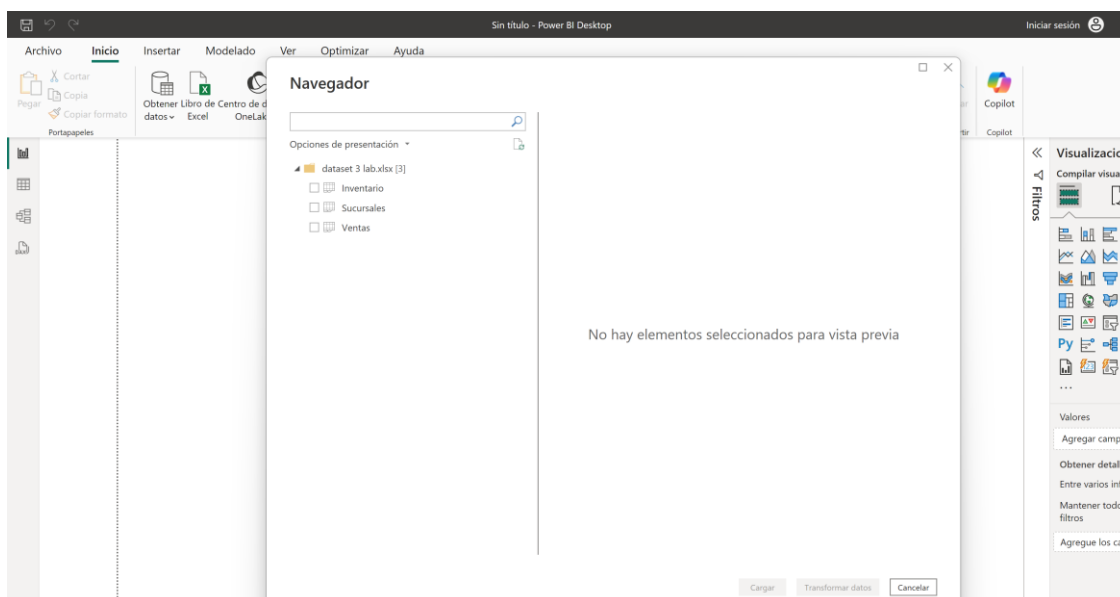 Sin título - Power BI Desktop
Iniciar sesión
Archivo Inicio Insertar Modelado Ver Optimizar Ayuda
Pegar
Cortar
Copia
Copiar formato
Portapapeles
Obtener datos
Libro de Excel
Centro de d
OneLak
Copilot
Copilot
Navegador
Opciones de presentación
dataset 3 lab.xlsx [3]
Inventario
Sucursales
Ventas
No hay elementos seleccionados para vista previa
Cargar Transformar datos Cancelar
Filtros
Visualizacio
Compilar visua
Py
Valores
Agregar camp
Obtener detall
Entre varios inf
Mantener todo
filtros
Agregue los ca